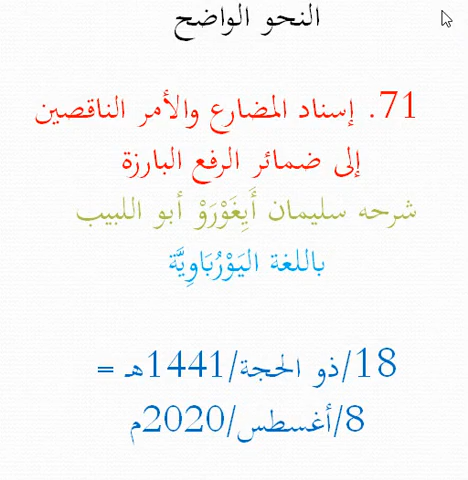 النحو الواضح
71. إسناد المضارع والأمر الناقصين
إلى ضمائر الرفع البارزة
شرحه سليمان أَيِغَوْرَوْ أبو اللبيب
باللغة اليَوْرُبَاوِيَّة
18/ذو الحجة/1441هـ =
8/أغسطس/2020م